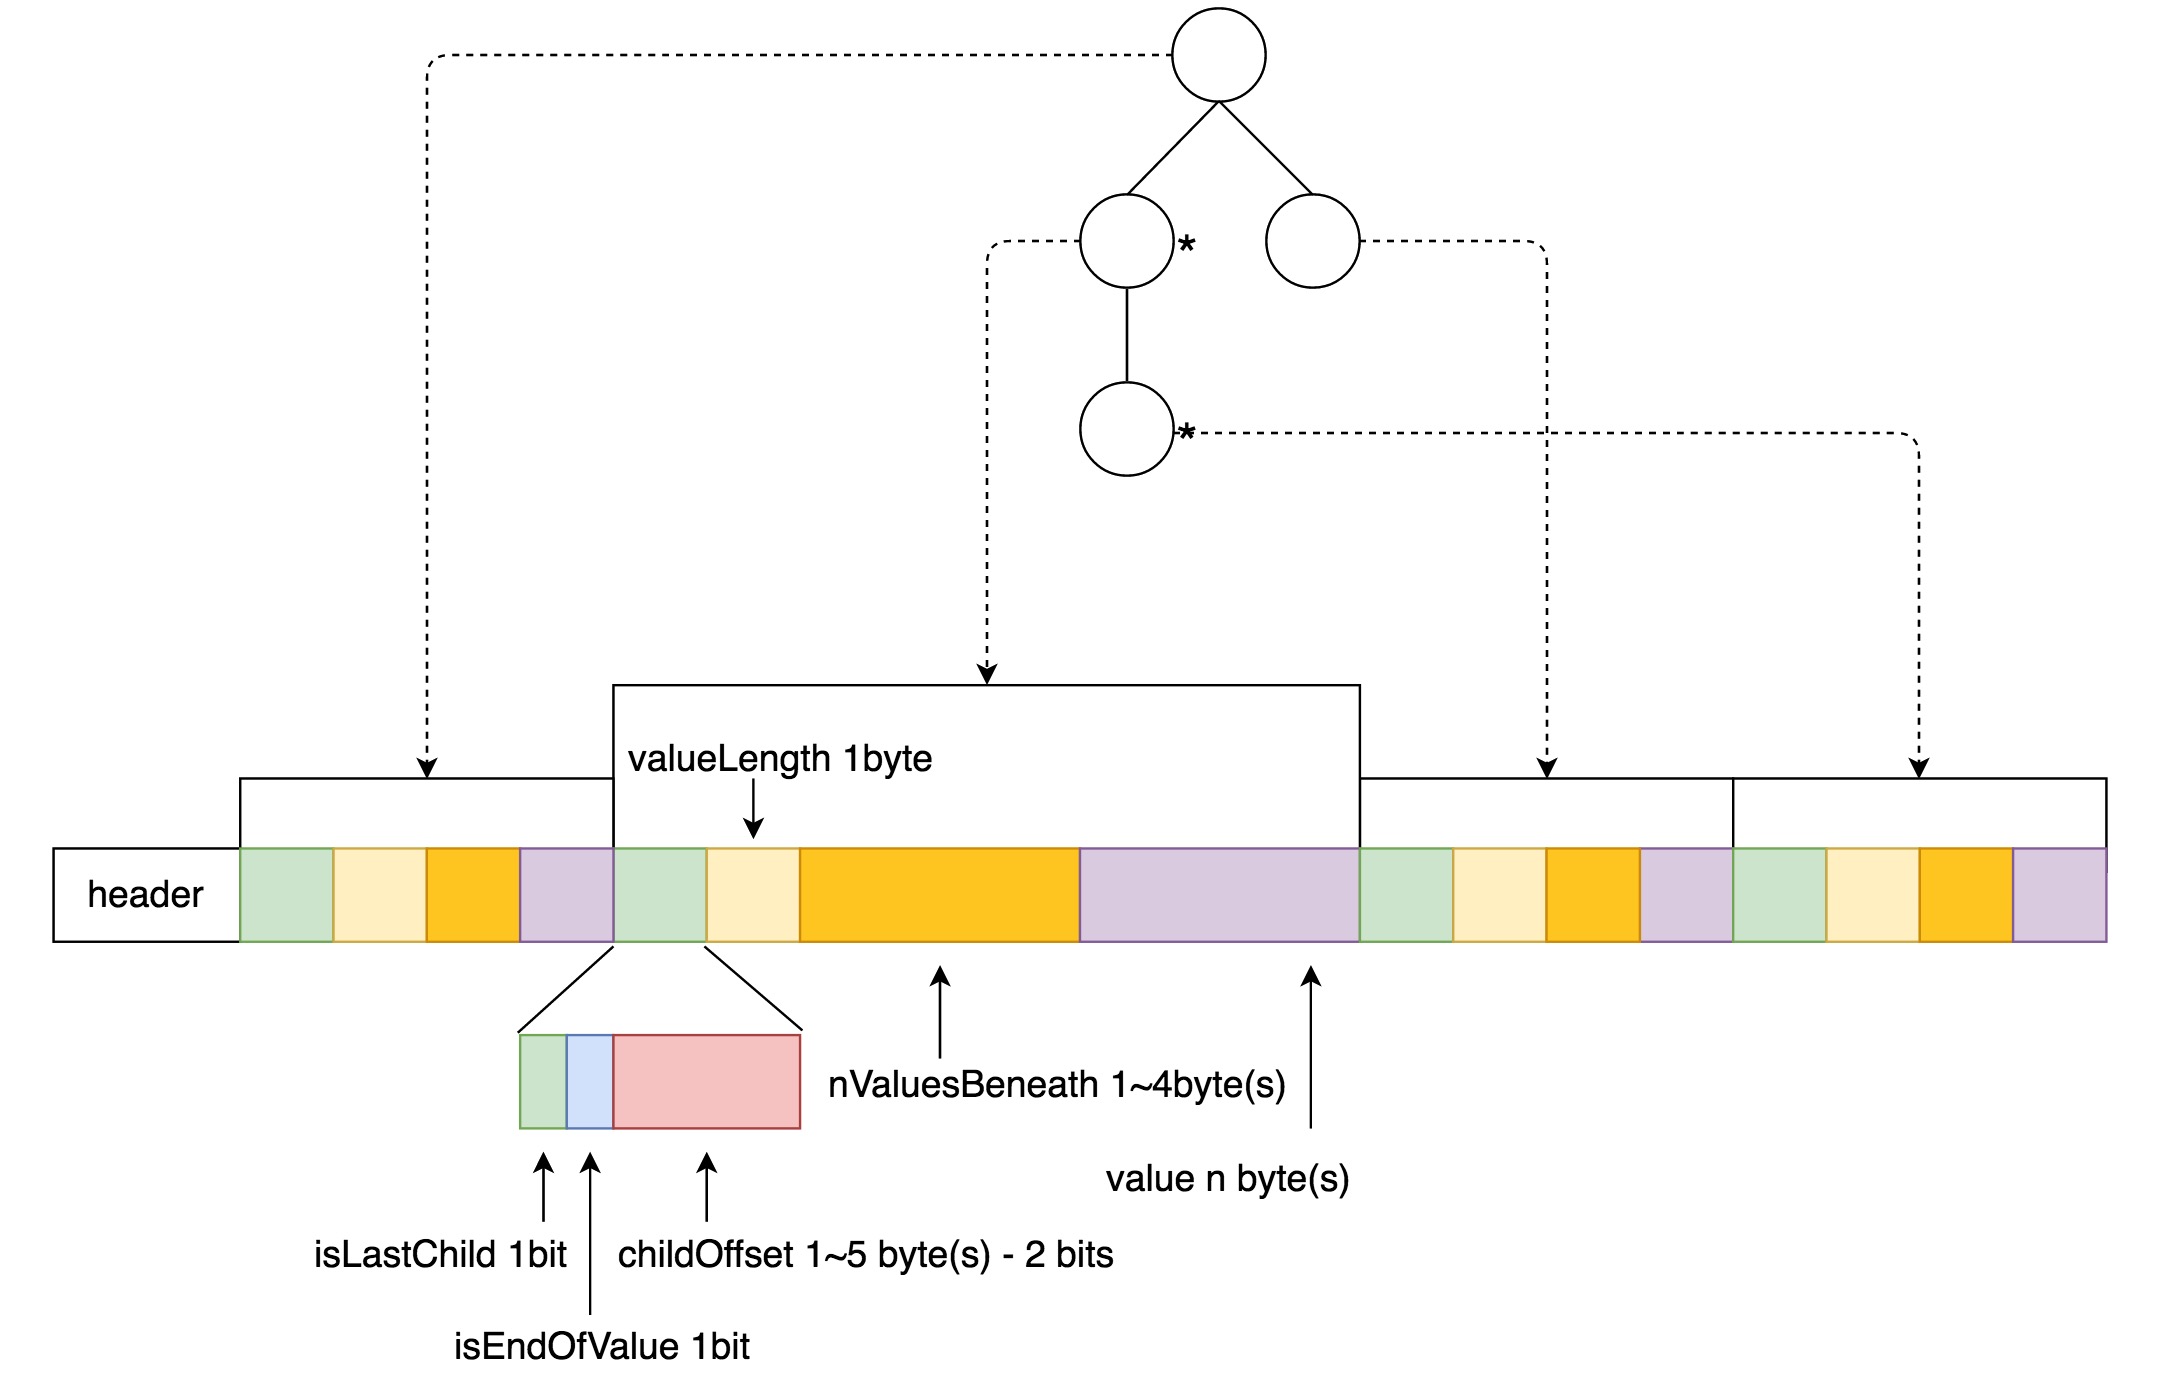 *
*
valueLength 1byte
header
nValuesBeneath 1~4byte(s)
value n byte(s)
isLastChild 1bit
childOffset 1~5 byte(s) - 2 bits
isEndOfValue 1bit